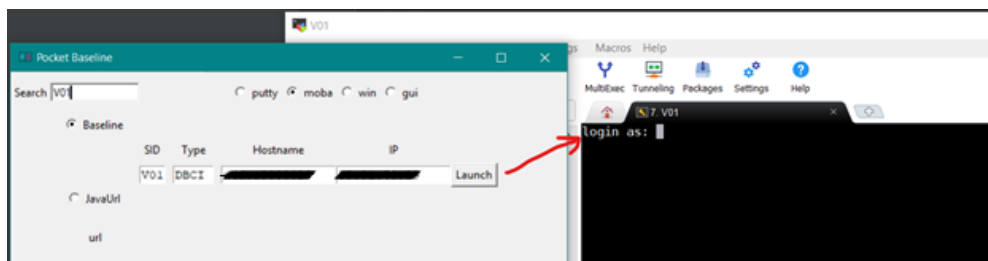 V01
Pocket Baseline
Macros Help
MultiExec Tunneling Packages Settings Help
Search V01
putty moba win gui
7. V01
login as:
Baseline
SID Type Hostname IP
V01 DBCI Launch
JavaUrl
url